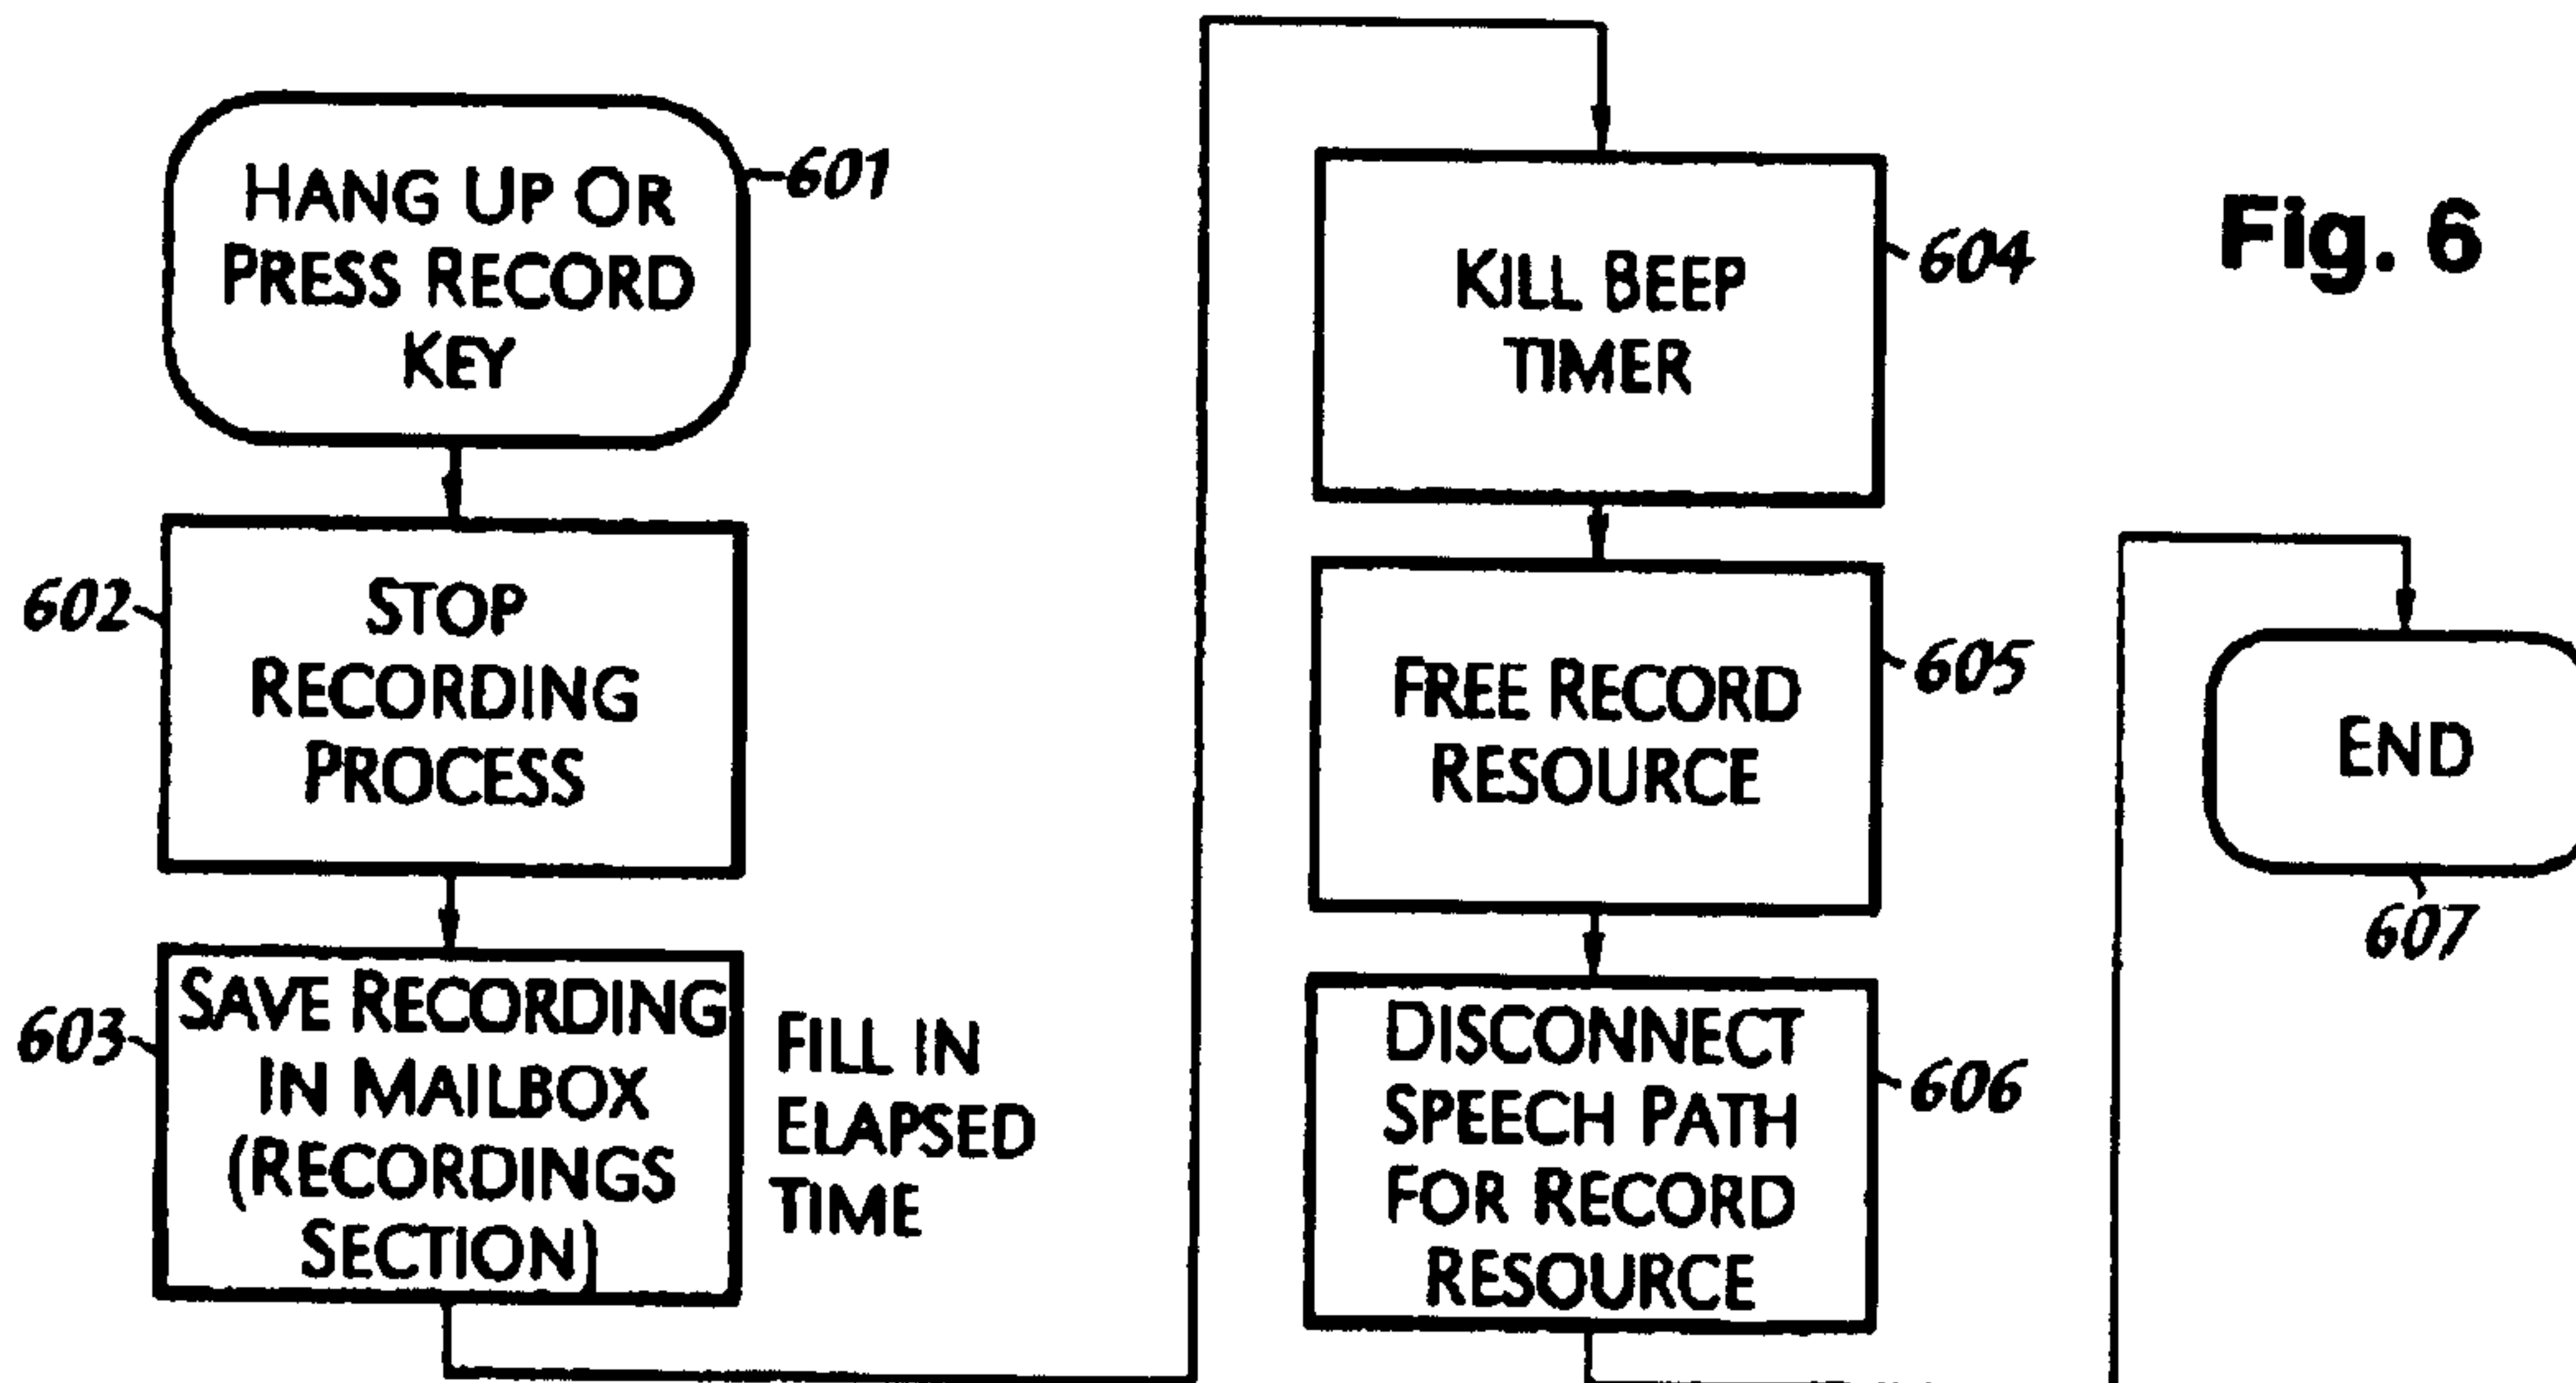 HANG UP OR
PRESS RECORD
KEY
601
602
STOP
RECORDING
PROCESS
603
SAVE RECORDING
IN MAILBOX
(RECORDINGS
SECTION)
FILL IN
ELAPSED
TIME
KILL BEEP
TIMER
604
FREE RECORD
RESOURCE
605
DISCONNECT
SPEECH PATH
FOR RECORD
RESOURCE
606
Fig. 6
END
607